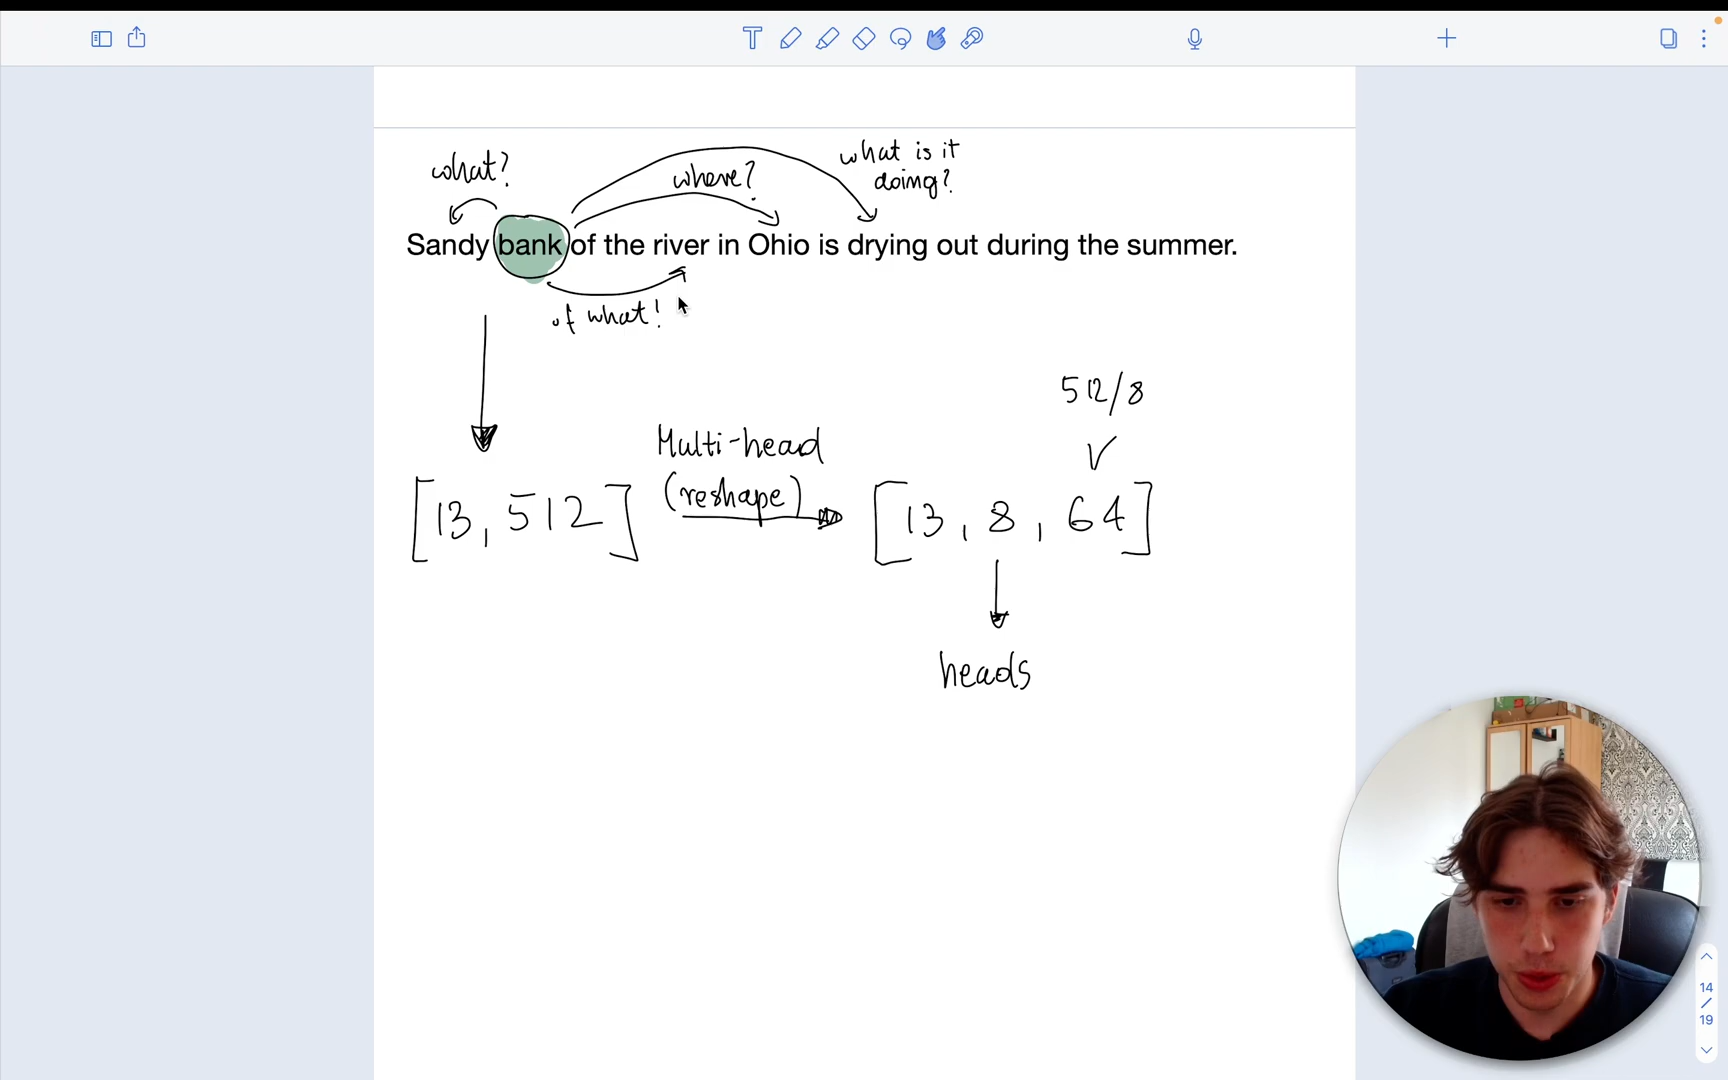 what?
where?
what is it
doing?
Sandy bank of the river in Ohio is drying out during the summer.
of what!
512/8
Multi-head
(reshape)
[13, 512]
[13, 8, 64]
heads
14
/
19